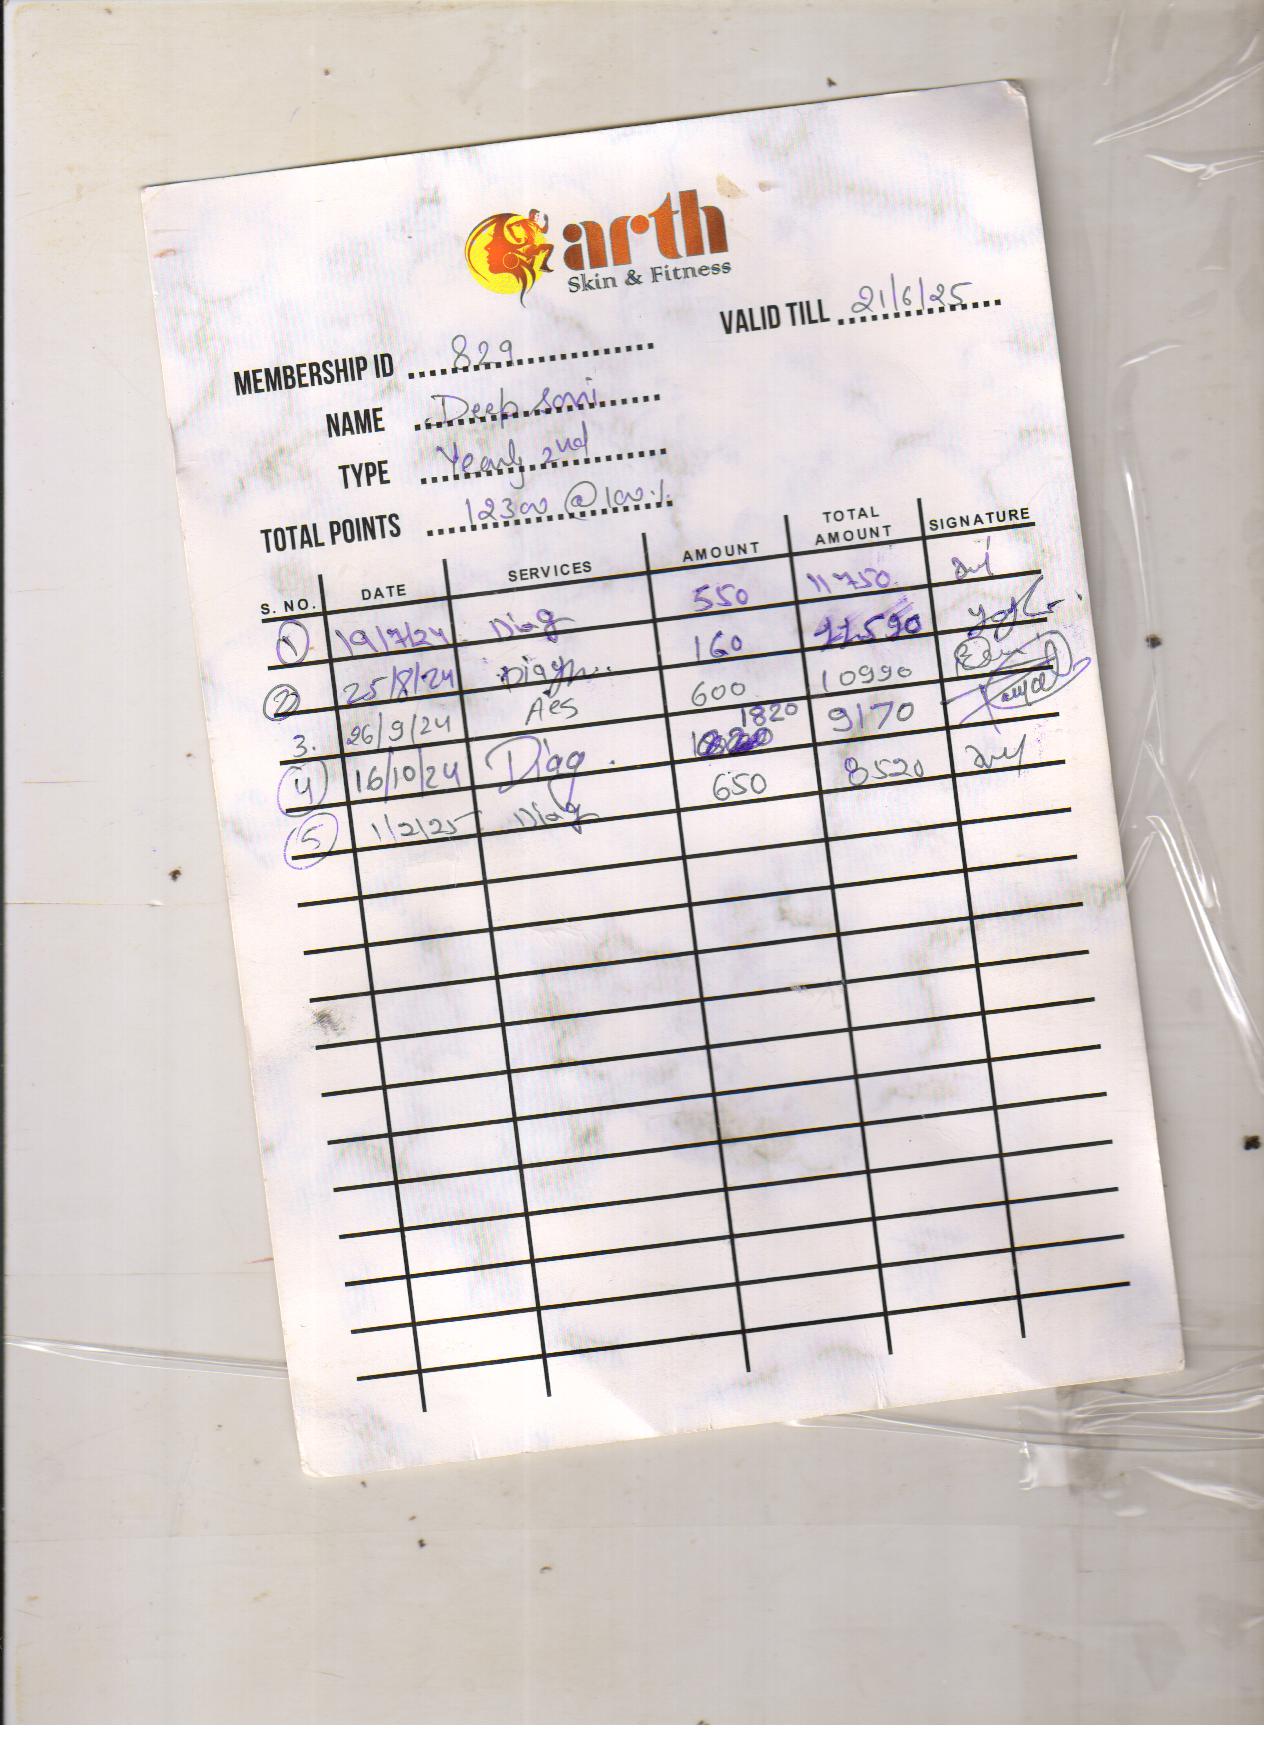 arth
Skin & Fitness
VALID TILL 21/6/25
MEMBERSHIP ID 829
NAME Deep Soni
TYPE Yearly 2nd
TOTAL POINTS 12300 @100%
S. NO. DATE SERVICES AMOUNT TOTAL AMOUNT SIGNATURE
1 19/7/24 Diag 550 11750
2 25/8/24 160 11590
3. 26/9/24 Aes 600 10990
4 16/10/24 Diag. 1820 9170
5 1/2/25 Diag 650 8520